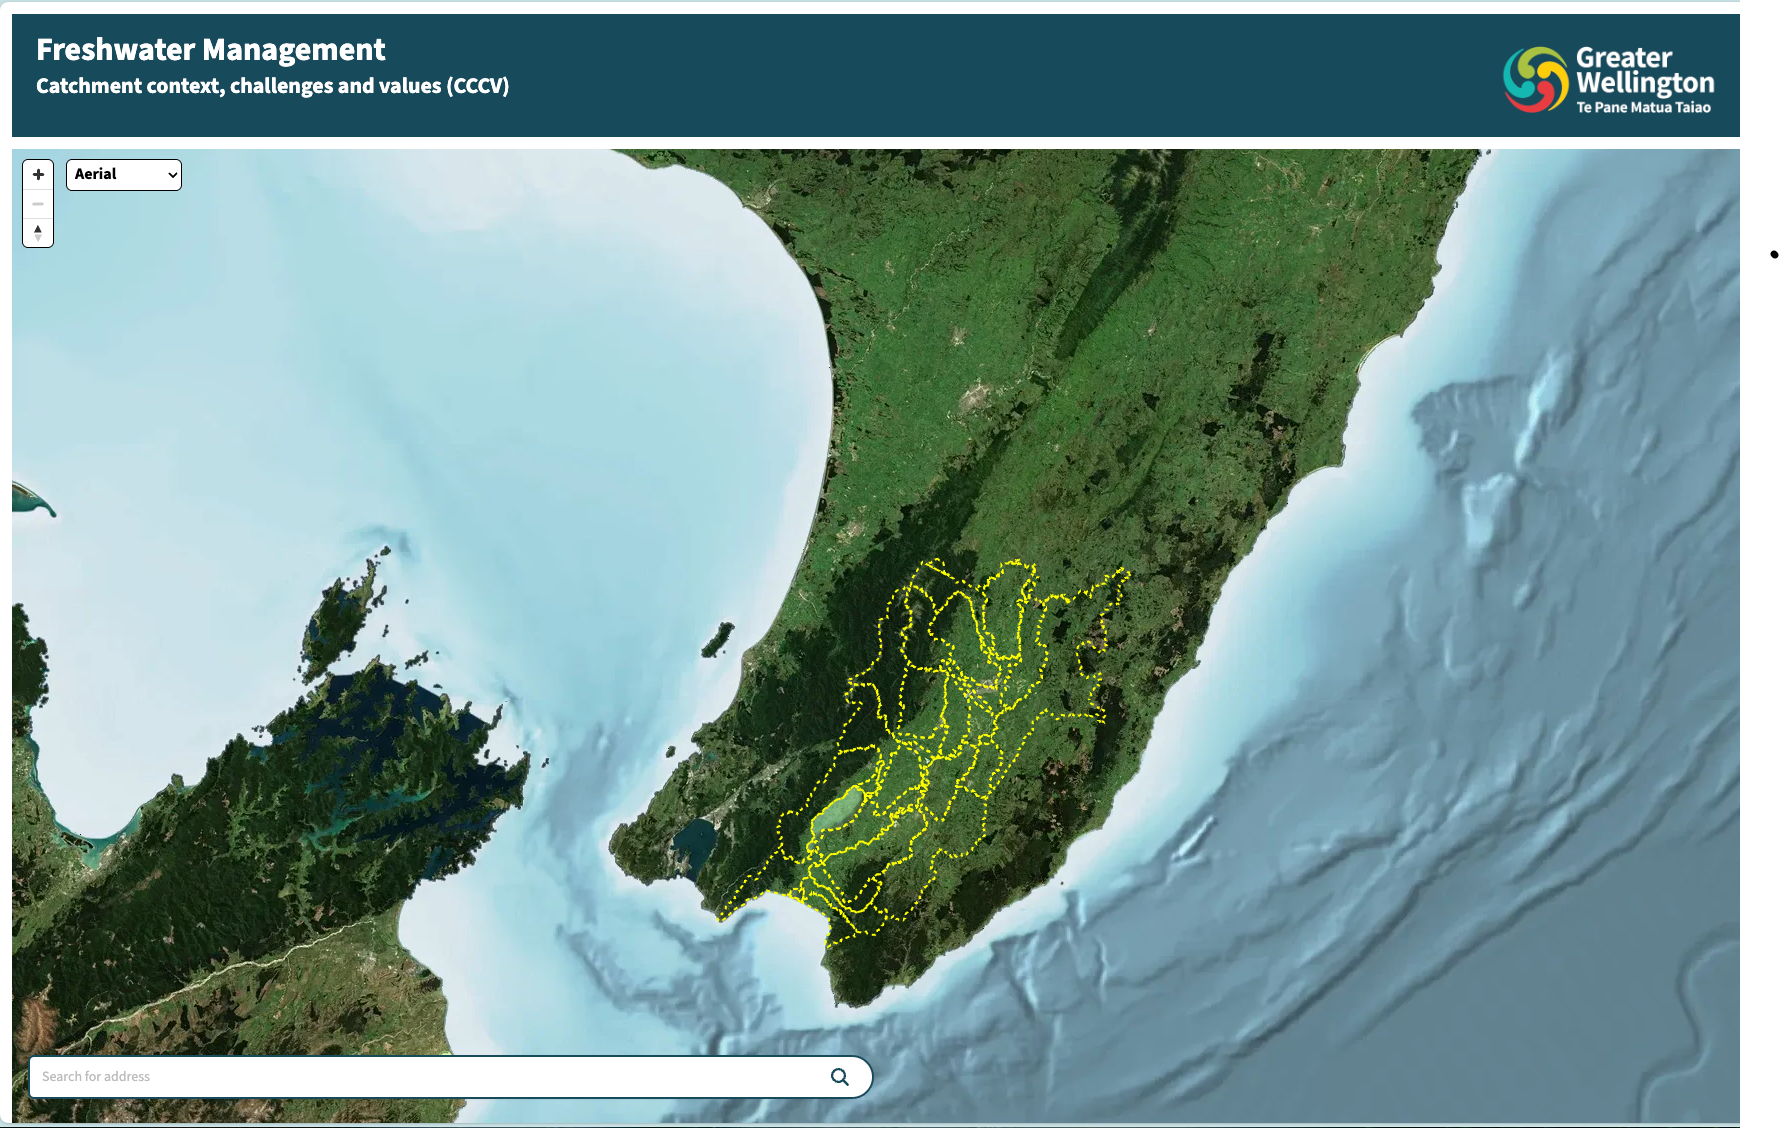 Freshwater Management
Catchment context, challenges and values (CCCV)
Greater
Wellington
Te Pane Matua Taiao
Aerial
Search for address